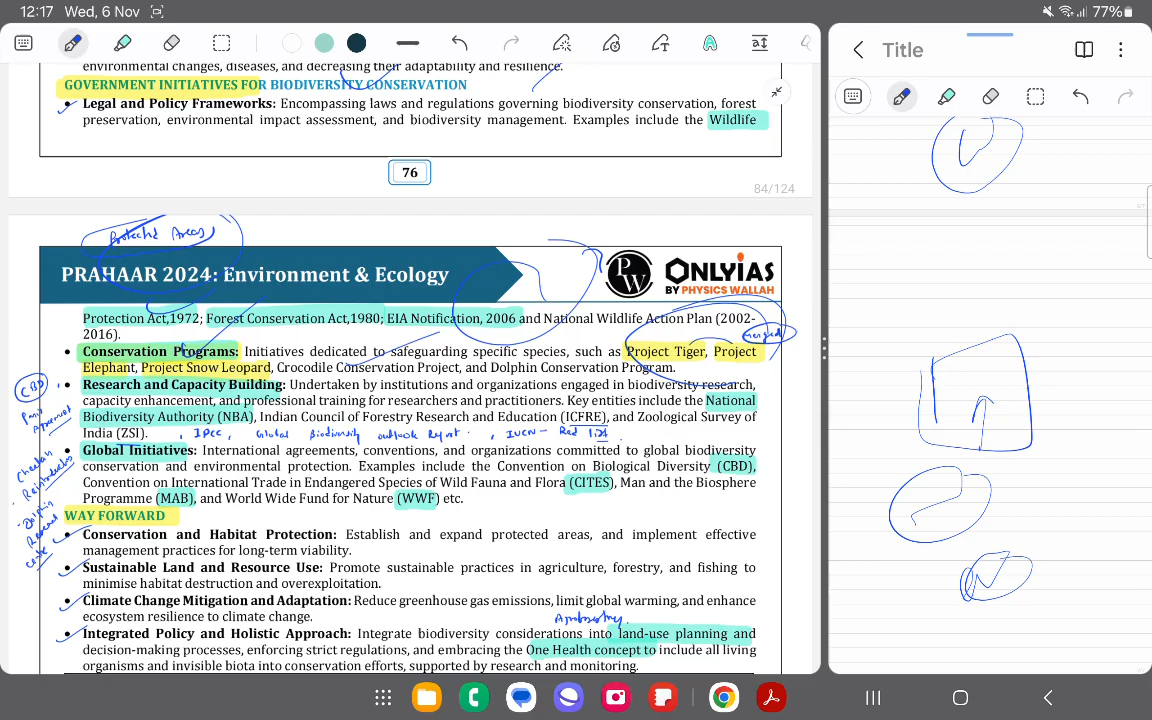 12:17 Wed, 6 Nov
77%
Title
environmental changes, diseases, and decreasing their adaptability and resilience.
GOVERNMENT INITIATIVES FOR BIODIVERSITY CONSERVATION
• Legal and Policy Frameworks: Encompassing laws and regulations governing biodiversity conservation, forest
preservation, environmental impact assessment, and biodiversity management. Examples include the Wildlife
76
84/124
Protected Areas
PRAHAAR 2024: Environment & Ecology
PW ONLYIAS
BY PHYSICS WALLAH
Protection Act,1972; Forest Conservation Act,1980; EIA Notification, 2006 and National Wildlife Action Plan (2002-
2016).
merged
• Conservation Programs: Initiatives dedicated to safeguarding specific species, such as Project Tiger, Project
Elephant, Project Snow Leopard, Crocodile Conservation Project, and Dolphin Conservation Program.
• Research and Capacity Building: Undertaken by institutions and organizations engaged in biodiversity research,
capacity enhancement, and professional training for researchers and practitioners. Key entities include the National
Biodiversity Authority (NBA), Indian Council of Forestry Research and Education (ICFRE), and Zoological Survey of
India (ZSI). , IPCC, Global Biodiversity outlook Report. , IUCN - Red list
CBD
Paris
Agreement
• Global Initiatives: International agreements, conventions, and organizations committed to global biodiversity
conservation and environmental protection. Examples include the Convention on Biological Diversity (CBD),
Convention on International Trade in Endangered Species of Wild Fauna and Flora (CITES), Man and the Biosphere
Programme (MAB), and World Wide Fund for Nature (WWF) etc.
Cheetah
Reintroduction
Dolphin
Research
Centre
WAY FORWARD
• Conservation and Habitat Protection: Establish and expand protected areas, and implement effective
management practices for long-term viability.
• Sustainable Land and Resource Use: Promote sustainable practices in agriculture, forestry, and fishing to
minimise habitat destruction and overexploitation.
• Climate Change Mitigation and Adaptation: Reduce greenhouse gas emissions, limit global warming, and enhance
ecosystem resilience to climate change.
Agroforestry
• Integrated Policy and Holistic Approach: Integrate biodiversity considerations into land-use planning and
decision-making processes, enforcing strict regulations, and embracing the One Health concept to include all living
organisms and invisible biota into conservation efforts, supported by research and monitoring.